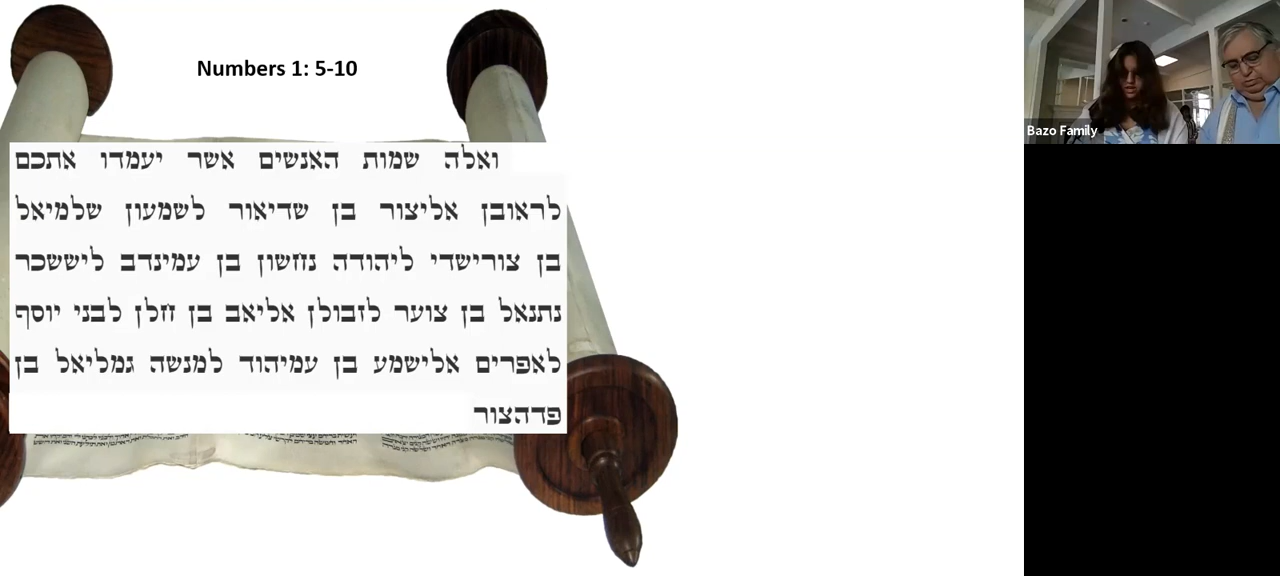 Numbers 1: 5-10
ואלה שמות האנשים אשר יעמדו אתכם
לראובן אליצור בן שדיאור לשמעון שלמיאל
בן צורישדי ליהודה נחשון בן עמינדב ליששכר
נתנאל בן צוער לזבולן אליאב בן חלן לבני יוסף
לאפרים אלישמע בן עמיהוד למנשה גמליאל בן
פדהצור
Bazo Family